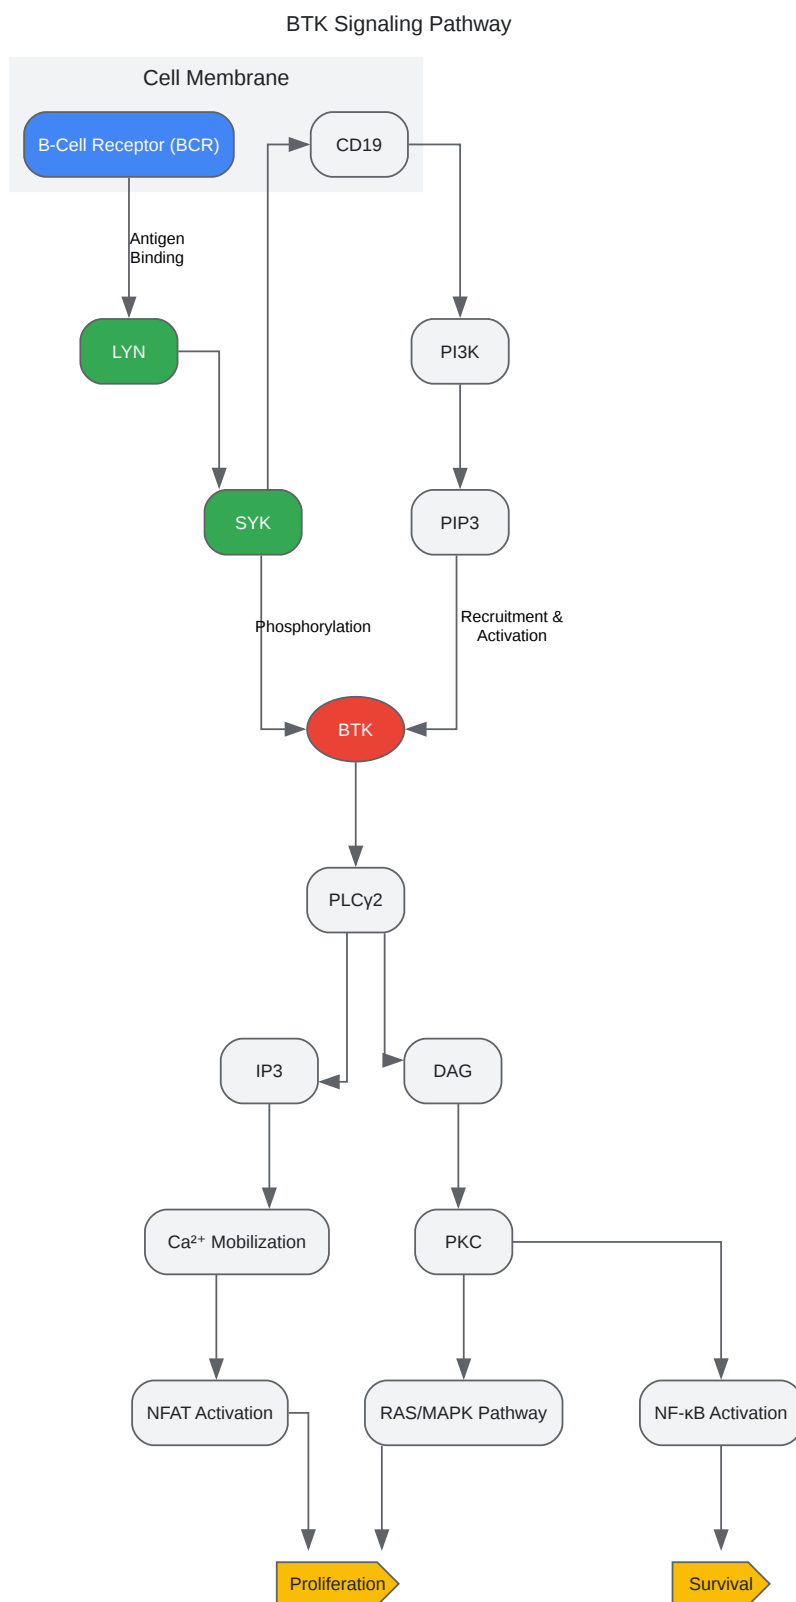 BTK Signaling Pathway
Cell Membrane
B-Cell Receptor (BCR)
CD19
Antigen
Binding
LYN
PI3K
SYK
PIP3
Phosphorylation
Recruitment &
Activation
BTK
PLCγ2
IP3
DAG
Ca²⁺ Mobilization
PKC
NFAT Activation
RAS/MAPK Pathway
NF-κB Activation
Proliferation
Survival